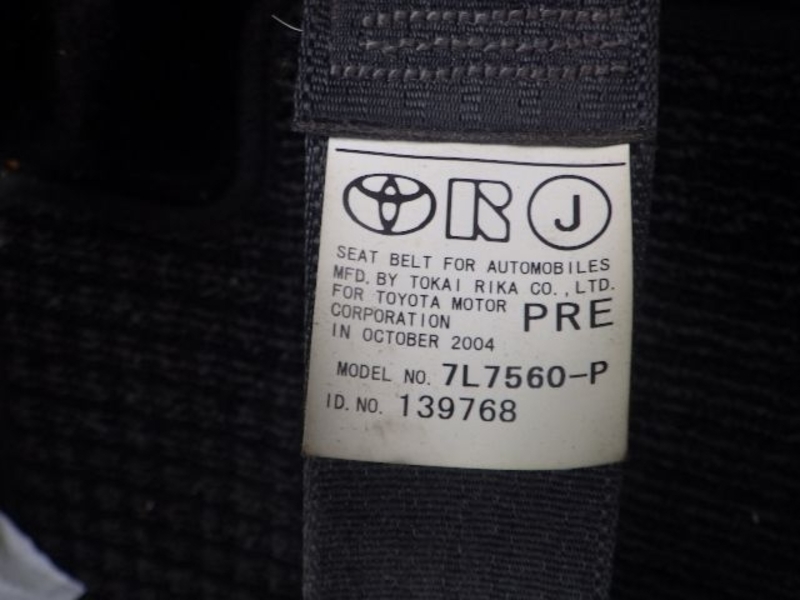 R J
SEAT BELT FOR AUTOMOBILES
MFD. BY TOKAI RIKA CO., LTD.
FOR TOYOTA MOTOR
CORPORATION PRE
IN OCTOBER 2004
MODEL NO. 7L7560-P
ID. NO. 139768